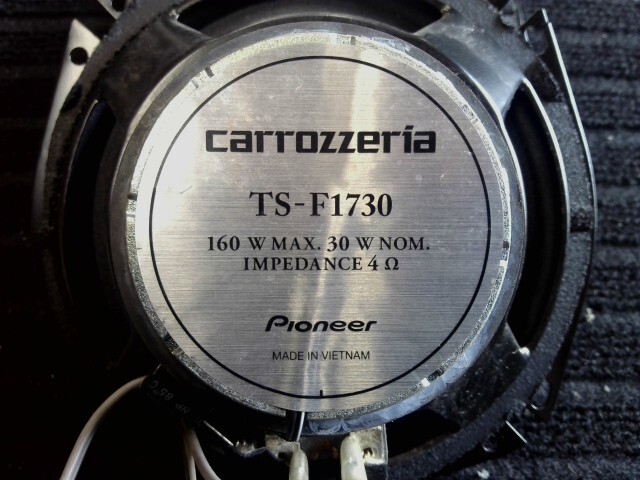 carrozzeria
TS-F1730
160 W MAX. 30 W NOM.
IMPEDANCE 4 Ω
Pioneer
MADE IN VIETNAM